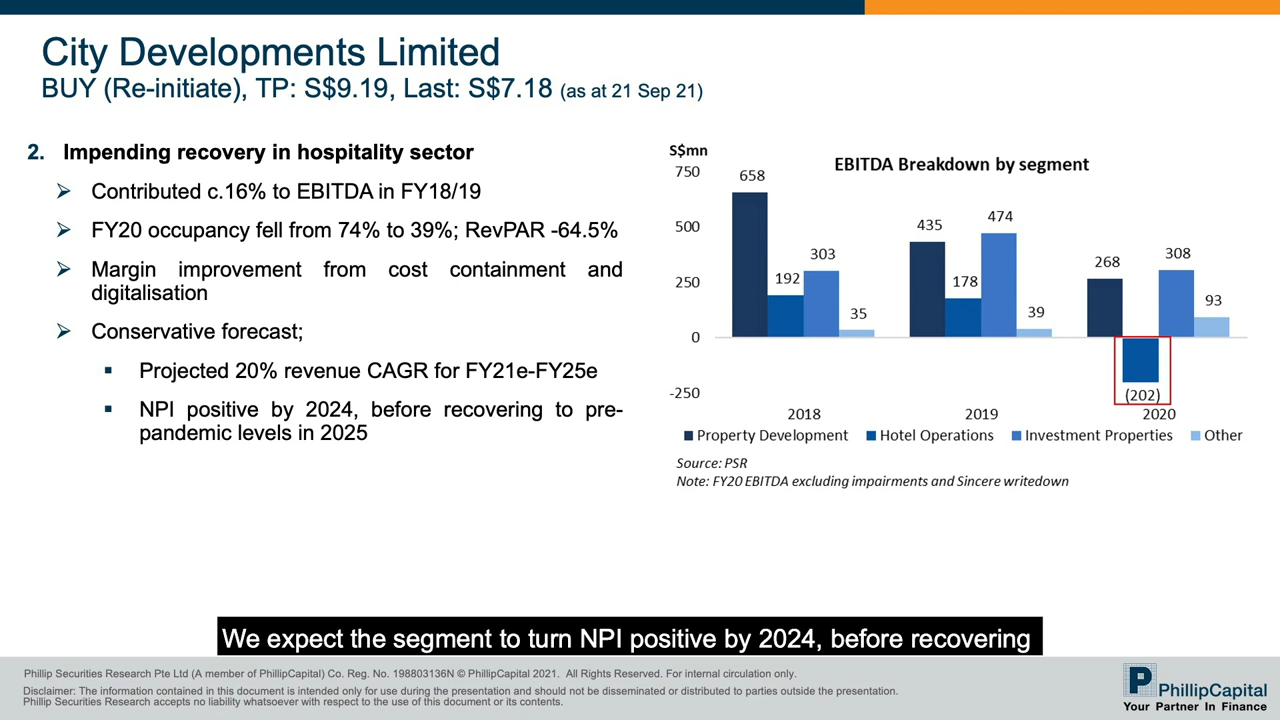 City Developments Limited
BUY (Re-initiate), TP: S$9.19, Last: S$7.18 (as at 21 Sep 21)
2. Impending recovery in hospitality sector
Contributed c.16% to EBITDA in FY18/19
FY20 occupancy fell from 74% to 39%; RevPAR -64.5%
Margin improvement from cost containment and
digitalisation
Conservative forecast;
Projected 20% revenue CAGR for FY21e-FY25e
NPI positive by 2024, before recovering to pre-
pandemic levels in 2025
S$mn
EBITDA Breakdown by segment
750
500
250
0
-250
658
192
303
35
435
178
474
39
268
(202)
308
93
2018
2019
2020
Property Development
Hotel Operations
Investment Properties
Other
Source: PSR
Note: FY20 EBITDA excluding impairments and Sincere writedown
We expect the segment to turn NPI positive by 2024, before recovering
Phillip Securities Research Pte Ltd (A member of PhillipCapital) Co. Reg. No. 198803136N © PhillipCapital 2021. All Rights Reserved. For internal circulation only.
Disclaimer: The information contained in this document is intended only for use during the presentation and should not be disseminated or distributed to parties outside the presentation.
Phillip Securities Research accepts no liability whatsoever with respect to the use of this document or its contents.
P PhillipCapital
Your Partner In Finance